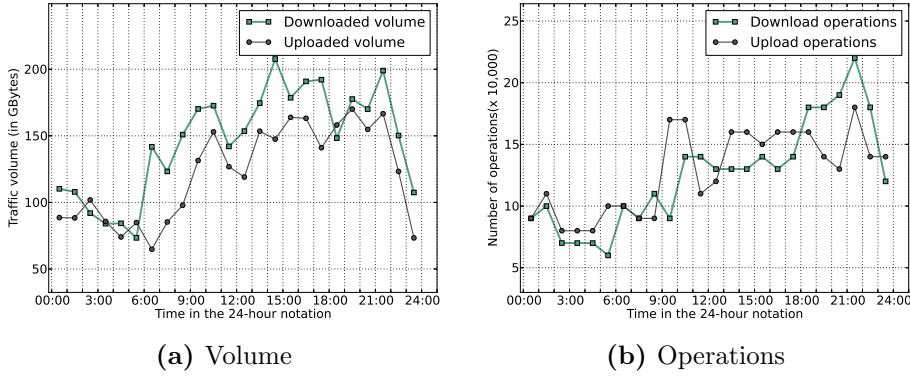 Downloaded volume
Uploaded volume
Traffic volume (in GBytes)
200
150
100
50
00:00 3:00 6:00 9:00 12:00 15:00 18:00 21:00 24:00
Time in the 24-hour notation
(a) Volume
Download operations
Upload operations
Number of operations(x 10,000)
25
20
15
10
5
00:00 3:00 6:00 9:00 12:00 15:00 18:00 21:00 24:00
Time in the 24-hour notation
(b) Operations